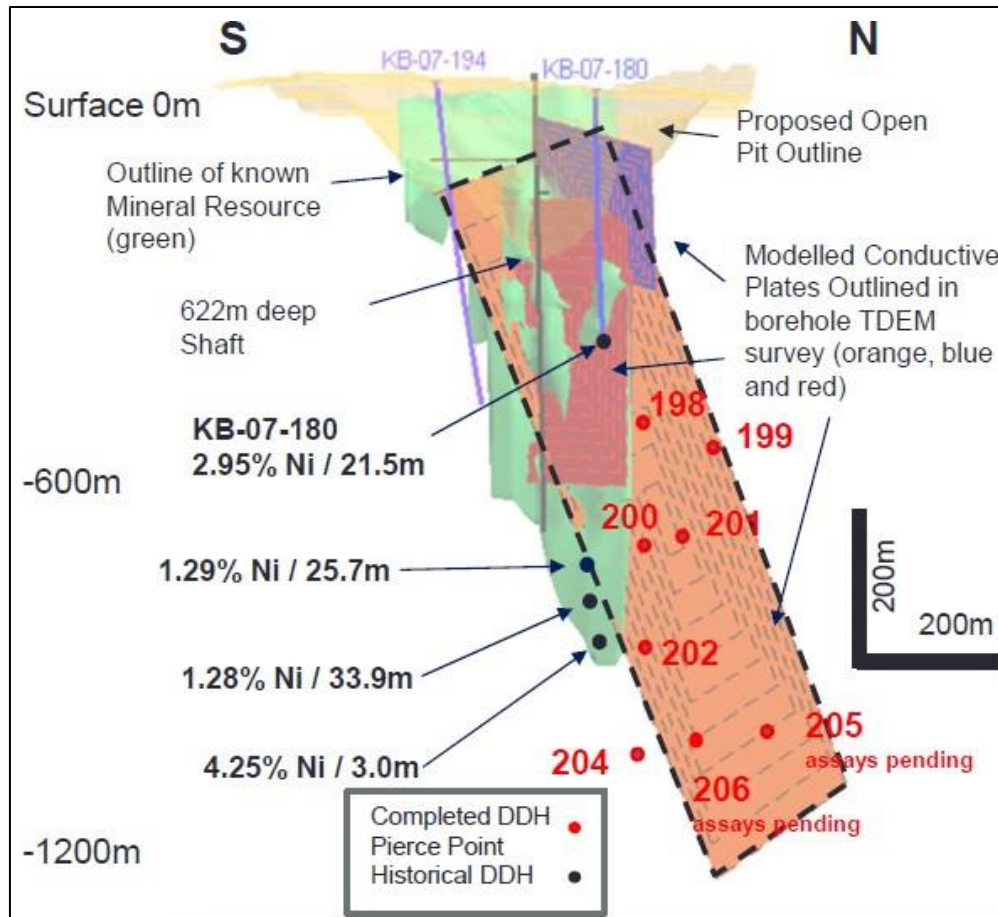 S
N
KB-07-194
KB-07-180
Surface 0m
Proposed Open
Pit Outline
Outline of known
Mineral Resource
(green)
Modelled Conductive
Plates Outlined in
borehole TDEM
survey (orange, blue
and red)
622m deep
Shaft
198
199
KB-07-180
2.95% Ni / 21.5m
-600m
200
201
200m
200m
1.29% Ni / 25.7m
202
1.28% Ni / 33.9m
205
assays pending
204
4.25% Ni / 3.0m
206
assays pending
Completed DDH
Pierce Point
Historical DDH
-1200m